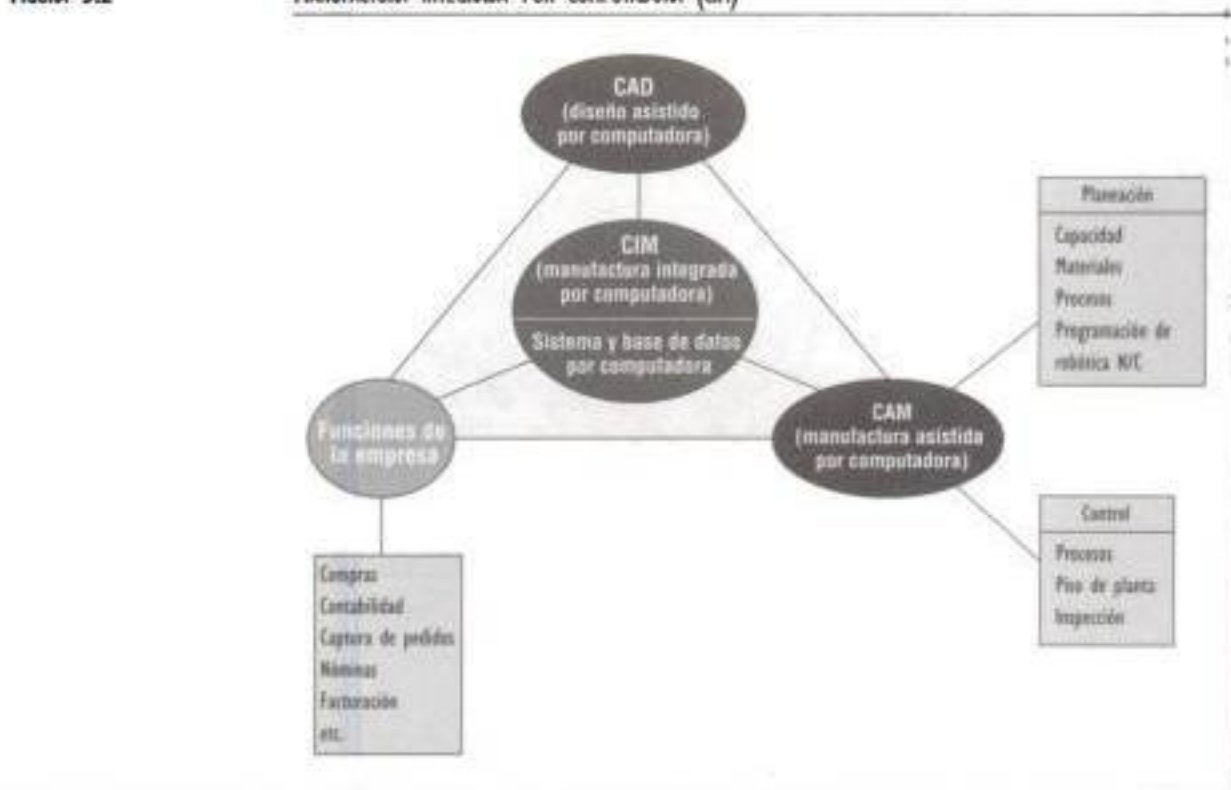 CAD
(diseño asistido
por computadora)
CIM
(manufactura integrada
por computadora)
Sistema y base de datos
por computadora
Funciones de
la empresa
CAM
(manufactura asistida
por computadora)
Planeación
Capacidad
Materiales
Procesos
Programación de
robótica N/C
Control
Procesos
Piso de planta
Inspección
Compras
Contabilidad
Captura de pedidos
Nóminas
Facturación
etc.